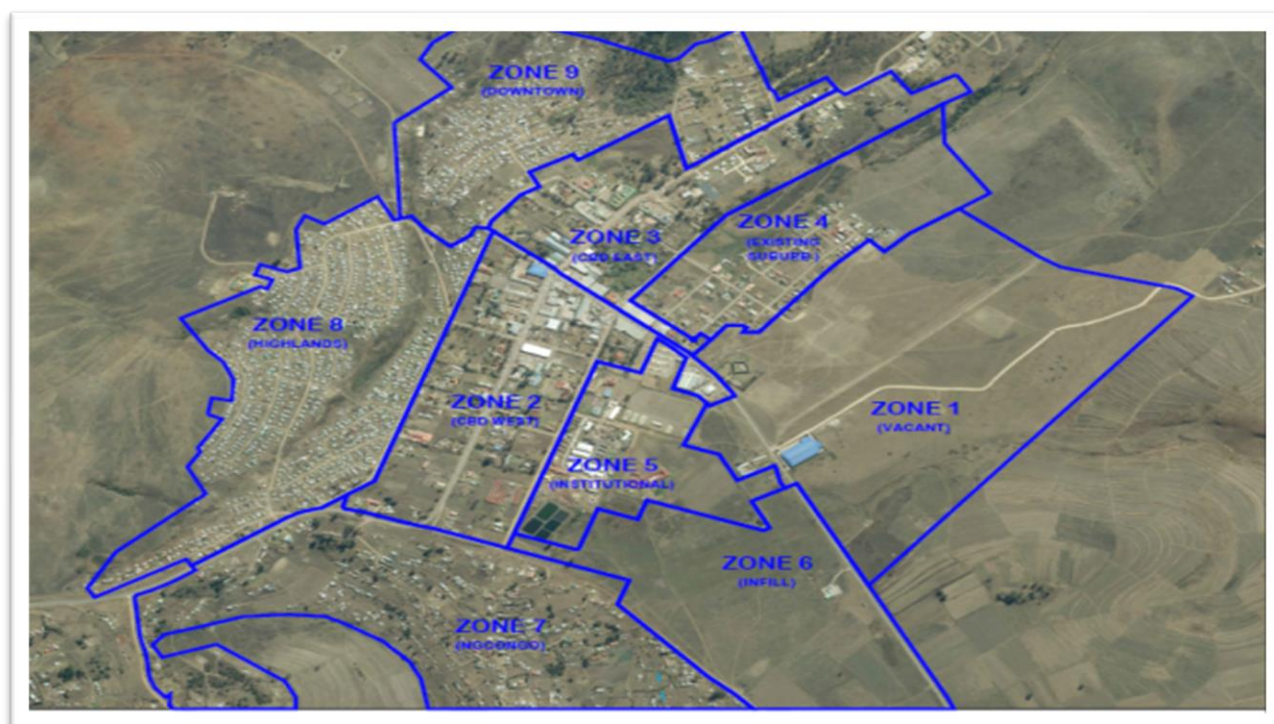 ZONE 9
(DOWNTOWN)
ZONE 3
(CBD EAST)
ZONE 4
(EXISTING
SUBURB)
ZONE 8
(HIGHLANDS)
ZONE 2
(CBD WEST)
ZONE 1
(VACANT)
ZONE 5
(INSTITUTIONAL)
ZONE 6
(INFILL)
ZONE 7